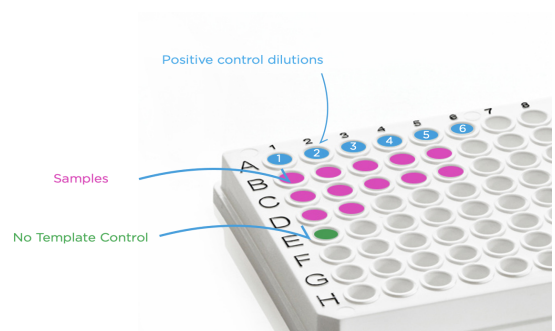 Positive control dilutions
1 2 3 4 5 6 7 8
1 2 3 4 5 6
A
B
Samples
C
D
No Template Control
E
F
G
H